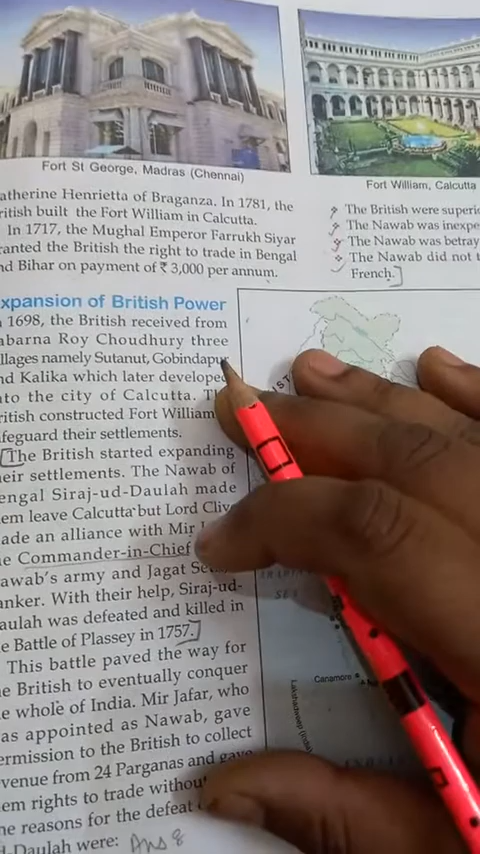 Fort St George, Madras (Chennai)
Fort William, Calcutta
atherine Henrietta of Braganza. In 1781, the
ritish built the Fort William in Calcutta.
In 1717, the Mughal Emperor Farrukh Siyar
ranted the British the right to trade in Bengal
nd Bihar on payment of ₹ 3,000 per annum.
The British were superi
The Nawab was inexpe
The Nawab was betray
The Nawab did not t
French.
xpansion of British Power
1698, the British received from
abarna Roy Choudhury three
llages namely Sutanut, Gobindapur
nd Kalika which later developed
nto the city of Calcutta.
ritish constructed Fort William
afeguard their settlements.
The British started expanding
eir settlements. The Nawab of
engal Siraj-ud-Daulah made
em leave Calcutta but Lord Clive
ade an alliance with Mir
e Commander-in-Chief
awab's army and Jagat
anker. With their help, Siraj-ud-
aulah was defeated and killed in
e Battle of Plassey in 1757.
This battle paved the way for
e British to eventually conquer
e whole of India. Mir Jafar, who
as appointed as Nawab, gave
ermission to the British to collect
venue from 24 Parganas and gave
em rights to trade without
he reasons for the defeat
-Daulah were: Ans 8
SEA
Canamore
Lakshadweep (India)